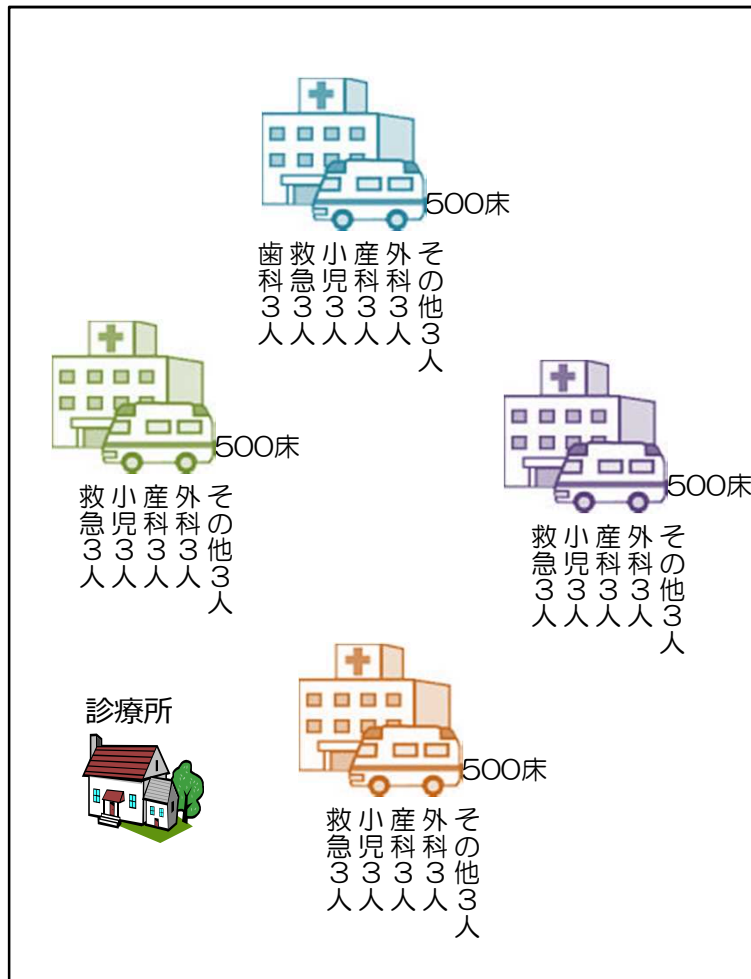 500床
歯科３人
救急３人
小児３人
産科３人
外科３人
その他３人
500床
救急３人
小児３人
産科３人
外科３人
その他３人
500床
救急３人
小児３人
産科３人
外科３人
その他３人
診療所
500床
救急３人
小児３人
産科３人
外科３人
その他３人